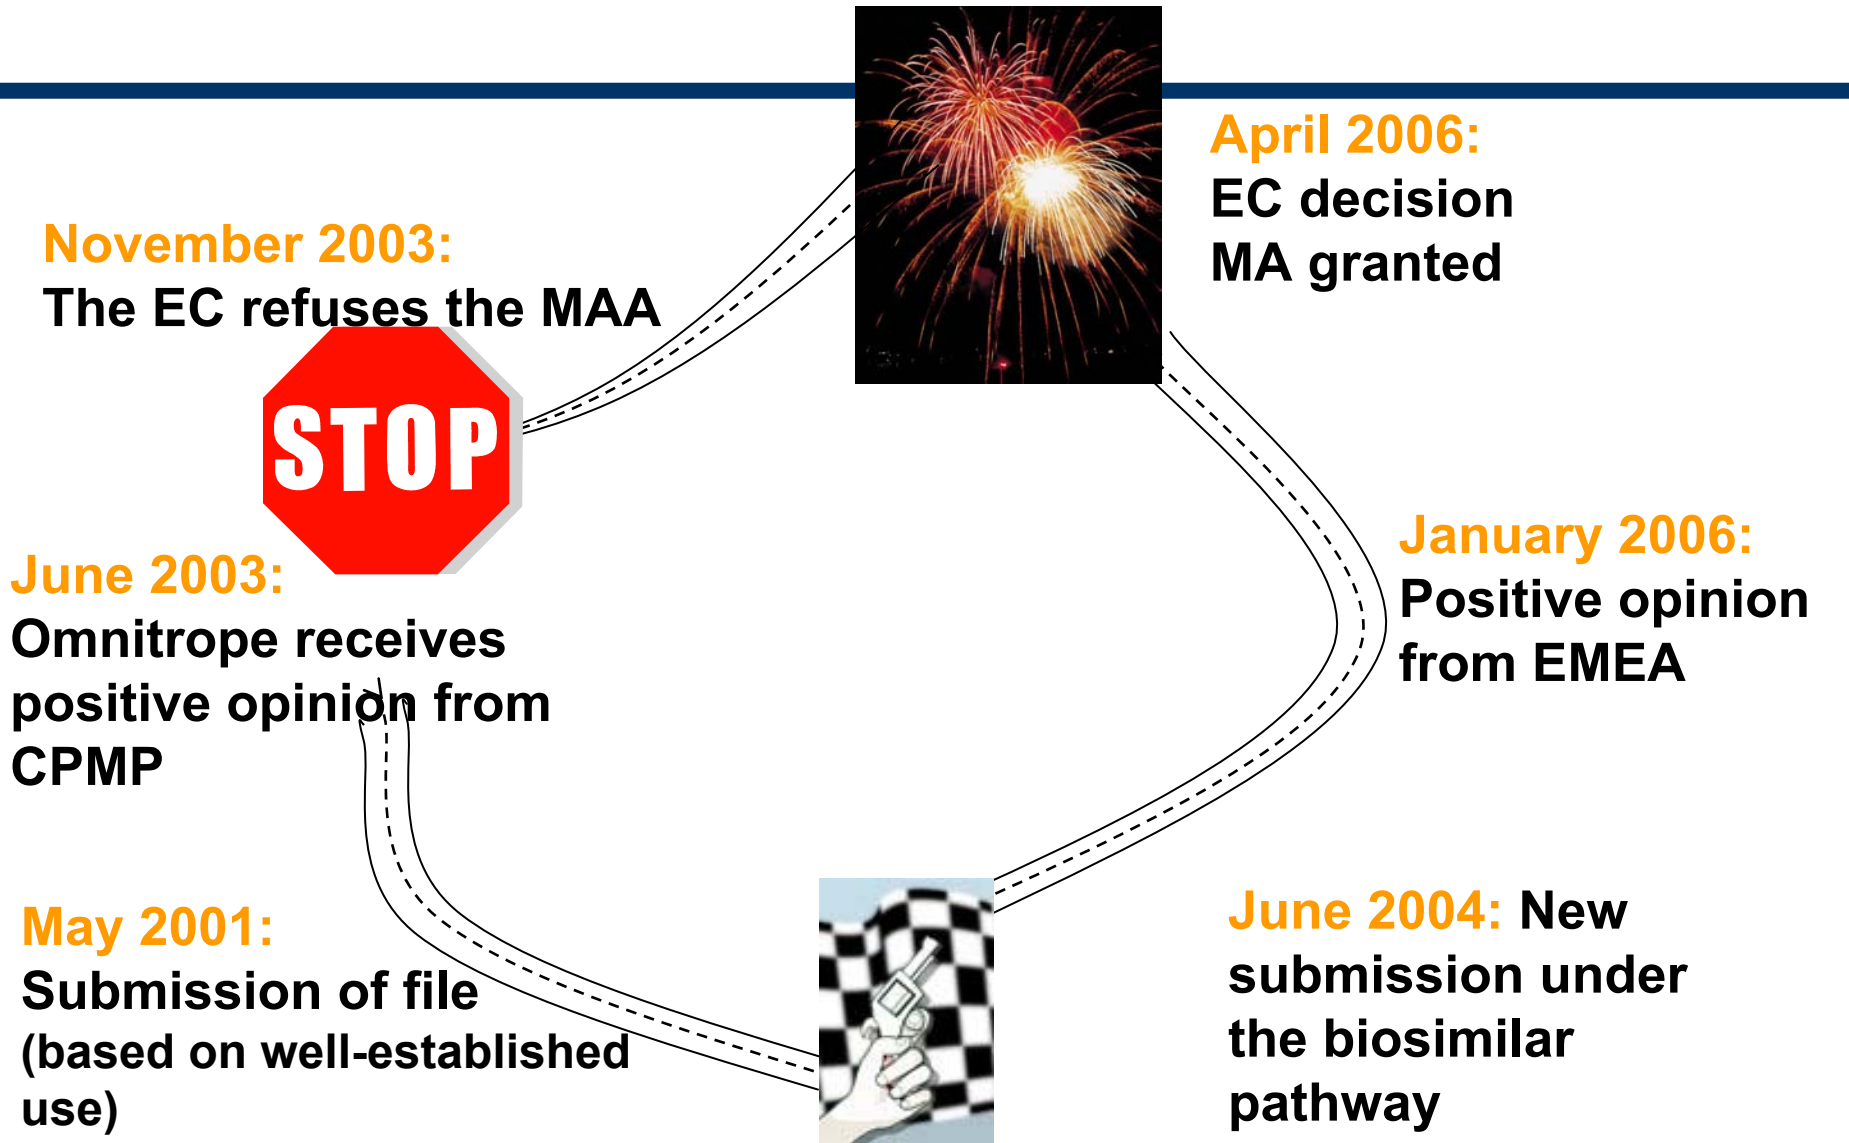 April 2006:
EC decision
MA granted
November 2003:
The EC refuses the MAA
STOP
June 2003:
Omnitrope receives
positive opinion from
CPMP
January 2006:
Positive opinion
from EMEA
May 2001:
Submission of file
(based on well-established
use)
June 2004: New
submission under
the biosimilar
pathway